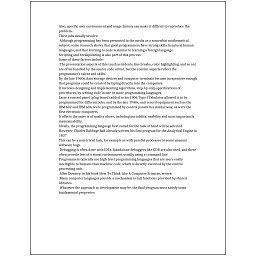 Also, specific user environment and usage history can make it difficult to reproduce the
problem.
Their jobs usually involve:
Although programming has been presented in the media as a somewhat mathematical
subject, some research shows that good programmers have strong skills in natural human
languages, and that learning to code is similar to learning a foreign language.
Scripting and breakpointing is also part of this process.
Some of these factors include:
The presentation aspects of this (such as indents, line breaks, color highlighting, and so on)
are often handled by the source code editor, but the content aspects reflect the
programmer's talent and skills.
By the late 1960s, data storage devices and computer terminals became inexpensive enough
that programs could be created by typing directly into the computers.
It involves designing and implementing algorithms, step-by-step specifications of
procedures, by writing code in one or more programming languages.
Later a control panel (plug board) added to his 1906 Type I Tabulator allowed it to be
programmed for different jobs, and by the late 1940s, unit record equipment such as the
IBM 602 and IBM 604, were programmed by control panels in a similar way, as were the
first electronic computers.
It affects the aspects of quality above, including portability, usability and most importantly
maintainability.
Ideally, the programming language best suited for the task at hand will be selected.
However, Charles Babbage had already written his first program for the Analytical Engine in
1837.
This can be a non-trivial task, for example as with parallel processes or some unusual
software bugs.
Debugging is often done with IDEs. Standalone debuggers like GDB are also used, and these
often provide less of a visual environment, usually using a command line.
Programmers typically use high-level programming languages that are more easily
intelligible to humans than machine code, which is directly executed by the central
processing unit.
Allen Downey, in his book How To Think Like A Computer Scientist, writes:
Many computer languages provide a mechanism to call functions provided by shared
libraries.
Whatever the approach to development may be, the final program must satisfy some
fundamental properties.